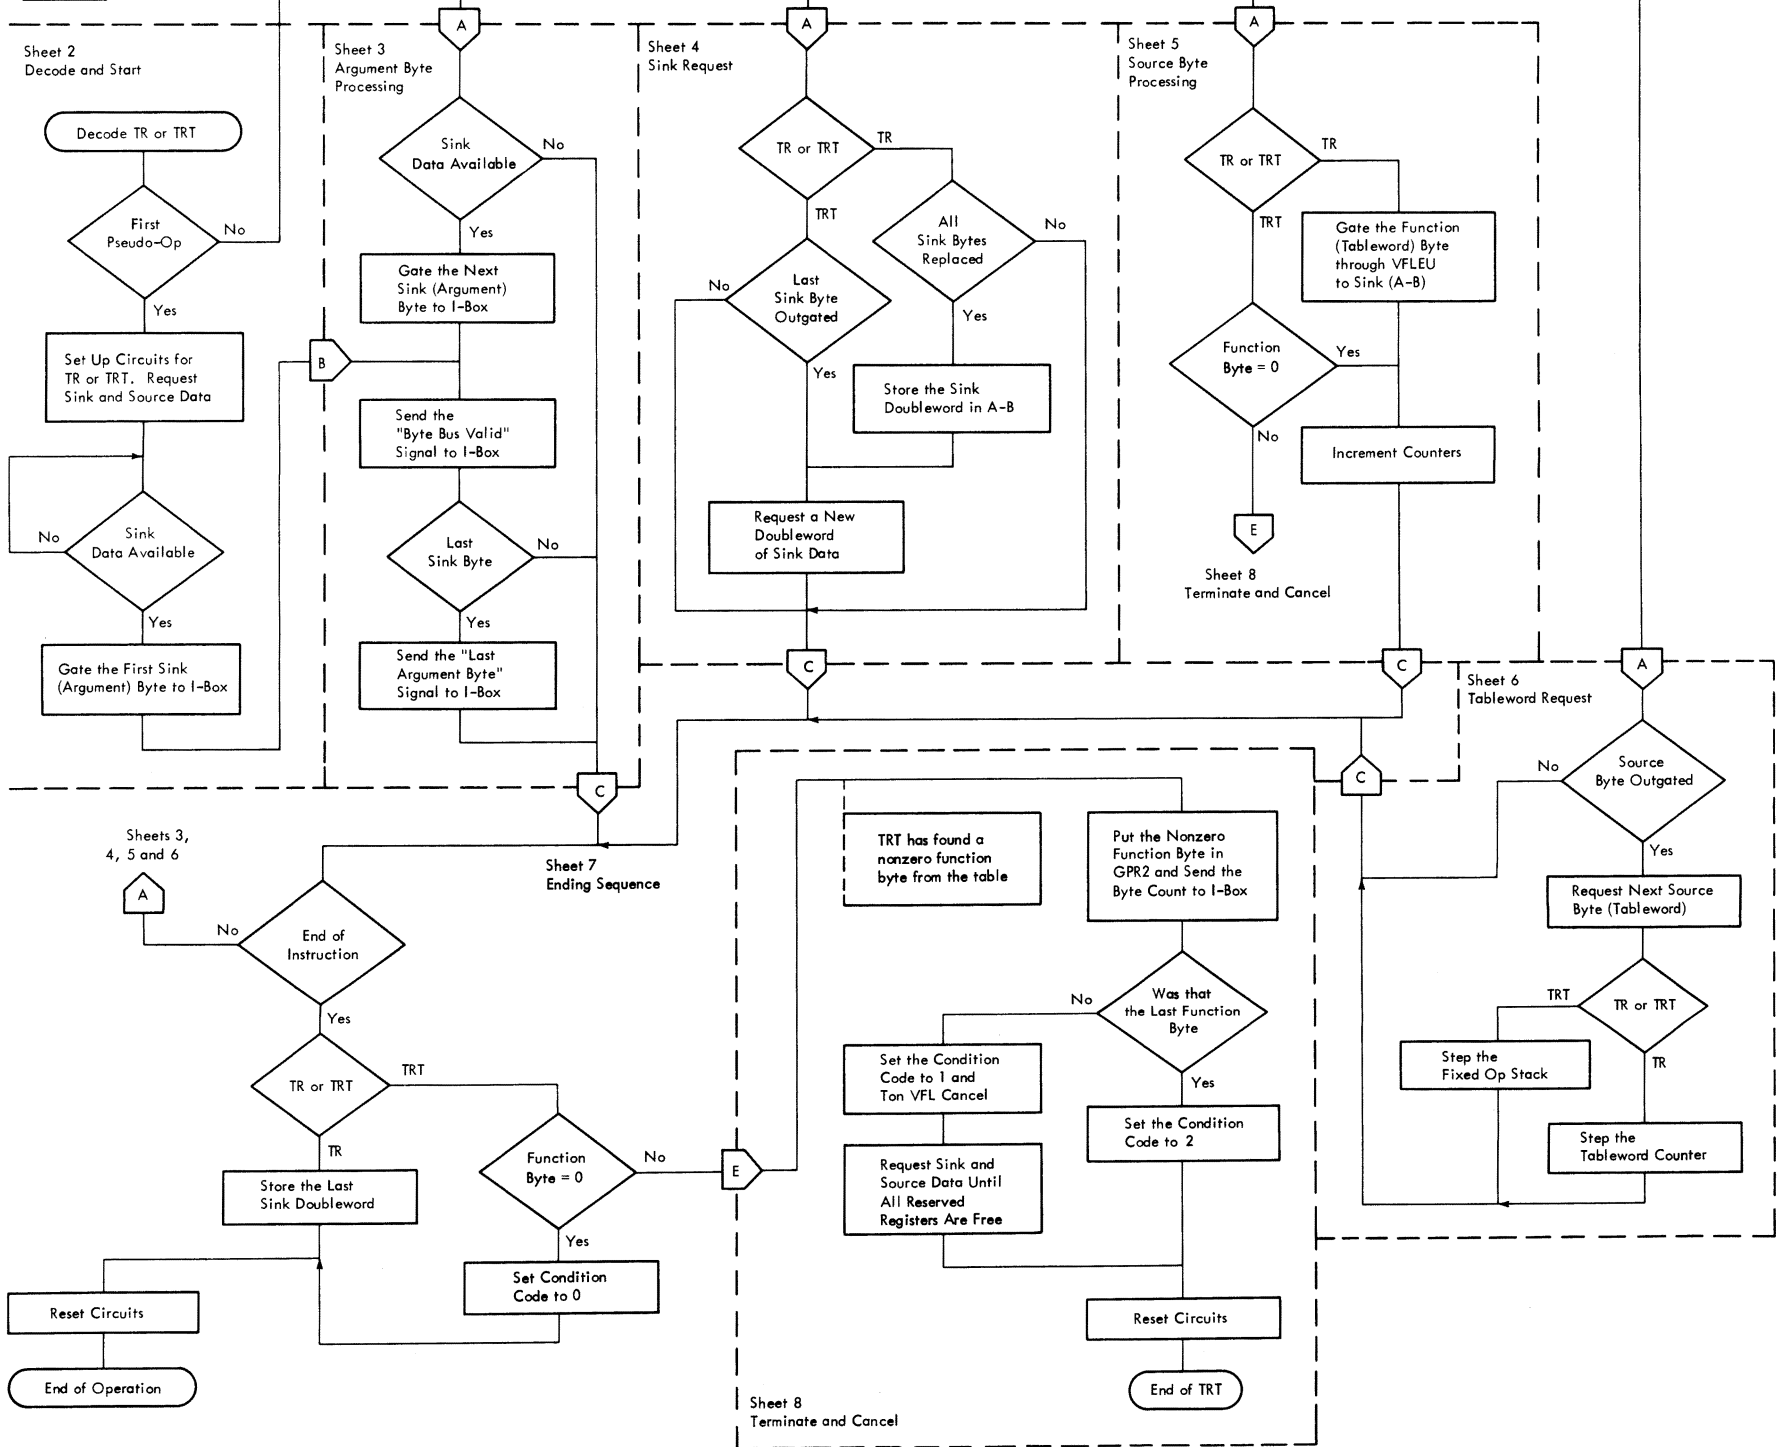 Sheet 2
Decode and Start
Decode TR or TRT
First
Pseudo-Op
No
Yes
Set Up Circuits for
TR or TRT. Request
Sink and Source Data
Sink
Data Available
No
Yes
Gate the First Sink
(Argument) Byte to I-Box
A
Sheet 3
Argument Byte
Processing
Sink
Data Available
No
Yes
Gate the Next
Sink (Argument)
Byte to I-Box
B
Send the
"Byte Bus Valid"
Signal to I-Box
Last
Sink Byte
No
Yes
Send the "Last
Argument Byte"
Signal to I-Box
C
A
Sheet 4
Sink Request
TR or TRT
TR
TRT
All
Sink Bytes
Replaced
No
Yes
Last
Sink Byte
Outgated
No
Yes
Store the Sink
Doubleword in A-B
Request a New
Doubleword
of Sink Data
C
A
Sheet 5
Source Byte
Processing
TR or TRT
TR
TRT
Gate the Function
(Tableword) Byte
through VFLEU
to Sink (A-B)
Function
Byte = 0
Yes
No
Increment Counters
E
Sheet 8
Terminate and Cancel
C
A
Sheet 6
Tableword Request
Source
Byte Outgated
No
Yes
C
Request Next Source
Byte (Tableword)
TR or TRT
TRT
TR
Step the
Fixed Op Stack
Step the
Tableword Counter
Sheets 3,
4, 5 and 6
A
Sheet 7
Ending Sequence
End of
Instruction
No
Yes
TR or TRT
TRT
TR
Store the Last
Sink Doubleword
Function
Byte = 0
No
Yes
Set Condition
Code to 0
Reset Circuits
End of Operation
E
TRT has found a
nonzero function
byte from the table
Put the Nonzero
Function Byte in
GPR2 and Send the
Byte Count to I-Box
Was that
the Last Function
Byte
No
Yes
Set the Condition
Code to 1 and
Ton VFL Cancel
Set the Condition
Code to 2
Request Sink and
Source Data Until
All Reserved
Registers Are Free
Reset Circuits
End of TRT
Sheet 8
Terminate and Cancel